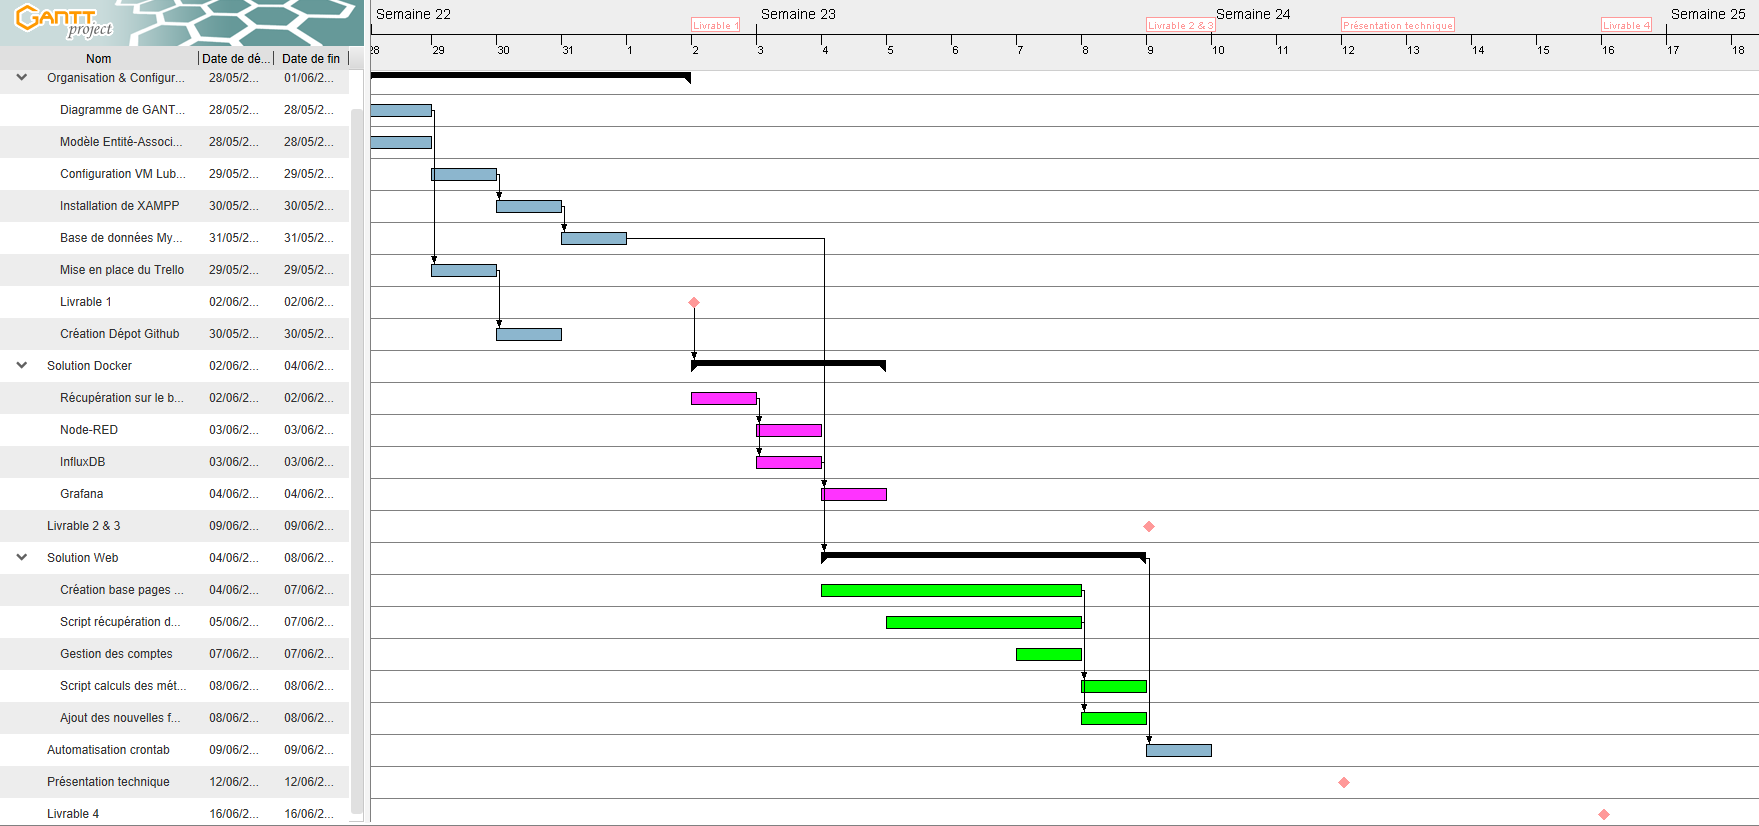 GANTT
project
Semaine 22
Semaine 23
Semaine 24
Semaine 25
Livrable 1
Livrable 2 & 3
Présentation technique
Livrable 4
28 29 30 31 1 2 3 4 5 6 7 8 9 10 11 12 13 14 15 16 17 18
Nom Date de dé... Date de fin
Organisation & Configur... 28/05/2... 01/06/2...
Diagramme de GANT... 28/05/2... 28/05/2...
Modèle Entité-Associ... 28/05/2... 28/05/2...
Configuration VM Lub... 29/05/2... 29/05/2...
Installation de XAMPP 30/05/2... 30/05/2...
Base de données My... 31/05/2... 31/05/2...
Mise en place du Trello 29/05/2... 29/05/2...
Livrable 1 02/06/2... 02/06/2...
Création Dépot Github 30/05/2... 30/05/2...
Solution Docker 02/06/2... 04/06/2...
Récupération sur le b... 02/06/2... 02/06/2...
Node-RED 03/06/2... 03/06/2...
InfluxDB 03/06/2... 03/06/2...
Grafana 04/06/2... 04/06/2...
Livrable 2 & 3 09/06/2... 09/06/2...
Solution Web 04/06/2... 08/06/2...
Création base pages ... 04/06/2... 07/06/2...
Script récupération d... 05/06/2... 07/06/2...
Gestion des comptes 07/06/2... 07/06/2...
Script calculs des mét... 08/06/2... 08/06/2...
Ajout des nouvelles f... 08/06/2... 08/06/2...
Automatisation crontab 09/06/2... 09/06/2...
Présentation technique 12/06/2... 12/06/2...
Livrable 4 16/06/2... 16/06/2...